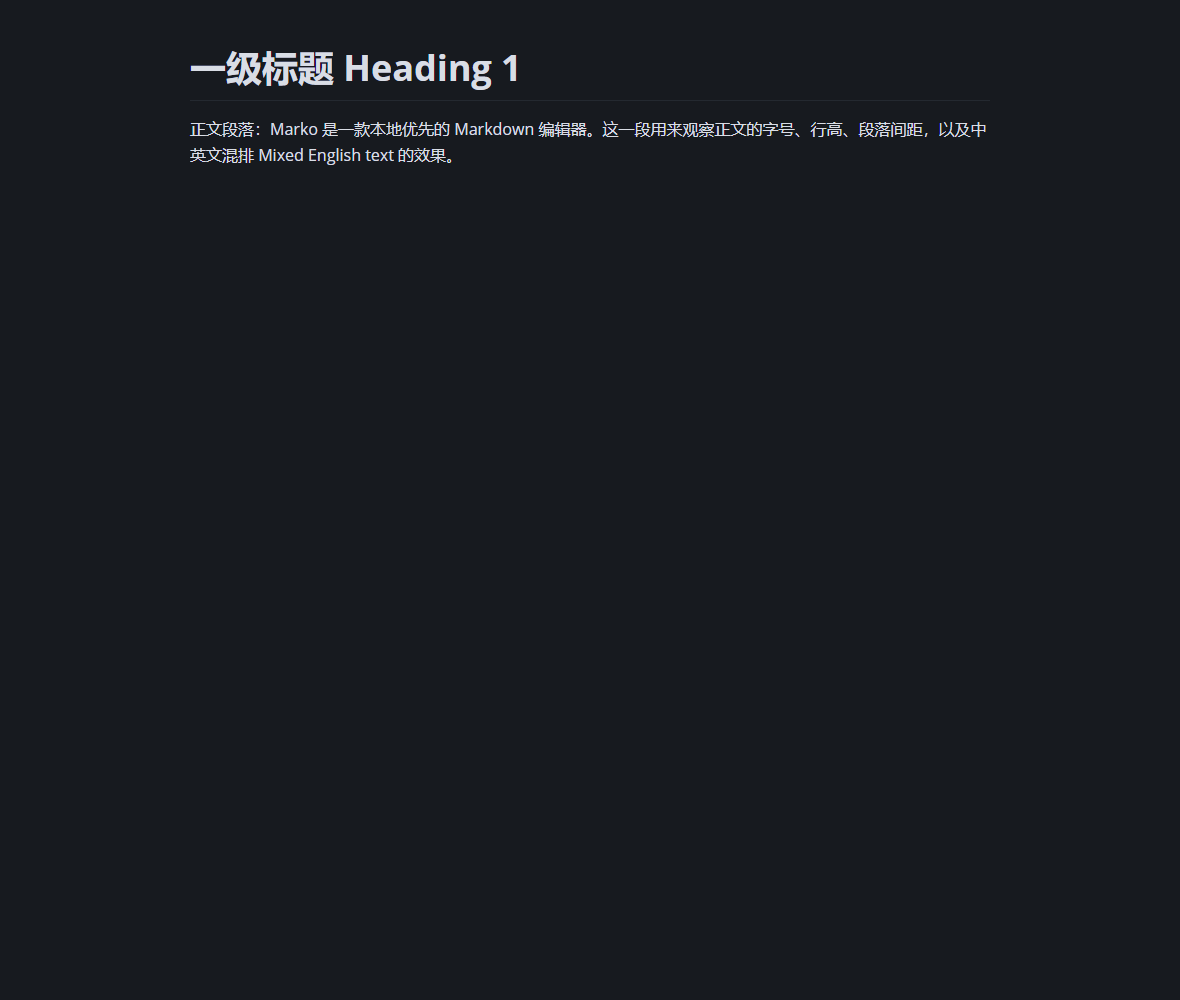 一级标题 Heading 1
正文段落：Marko 是一款本地优先的 Markdown 编辑器。这一段用来观察正文的字号、行高、段落间距，以及中
英文混排 Mixed English text 的效果。